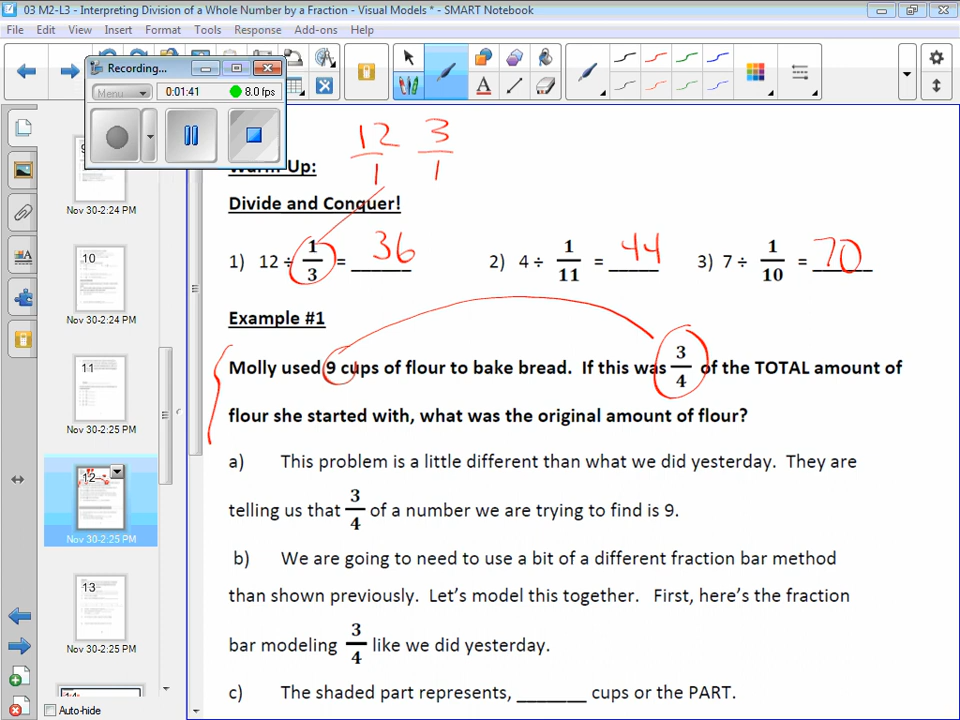 03 M2-L3 - Interpreting Division of a Whole Number by a Fraction - Visual Models * - SMART Notebook
File Edit View Insert Format Tools Response Add-ons Help
Recording...
Menu 0:01:41 8.0 fps
12/1 3/1
Warm Up:
Divide and Conquer!
1) 12 ÷ 1/3 = 36 2) 4 ÷ 1/11 = 44 3) 7 ÷ 1/10 = 70
Example #1
Molly used 9 cups of flour to bake bread. If this was 3/4 of the TOTAL amount of
flour she started with, what was the original amount of flour?
a) This problem is a little different than what we did yesterday. They are
telling us that 3/4 of a number we are trying to find is 9.
b) We are going to need to use a bit of a different fraction bar method
than shown previously. Let's model this together. First, here's the fraction
bar modeling 3/4 like we did yesterday.
c) The shaded part represents, _______ cups or the PART.
Nov 30-2:24 PM
10
Nov 30-2:24 PM
11
Nov 30-2:25 PM
12
Nov 30-2:25 PM
13
Nov 30-2:25 PM
Auto-hide